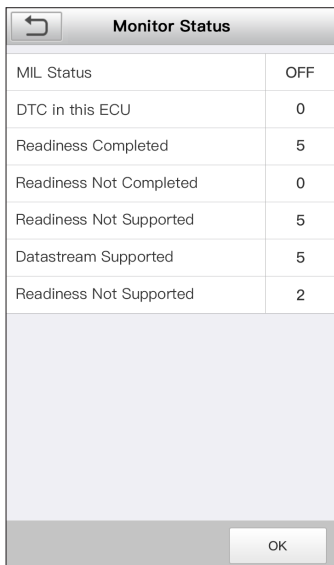 Monitor Status
MIL Status OFF
DTC in this ECU 0
Readiness Completed 5
Readiness Not Completed 0
Readiness Not Supported 5
Datastream Supported 5
Readiness Not Supported 2
OK